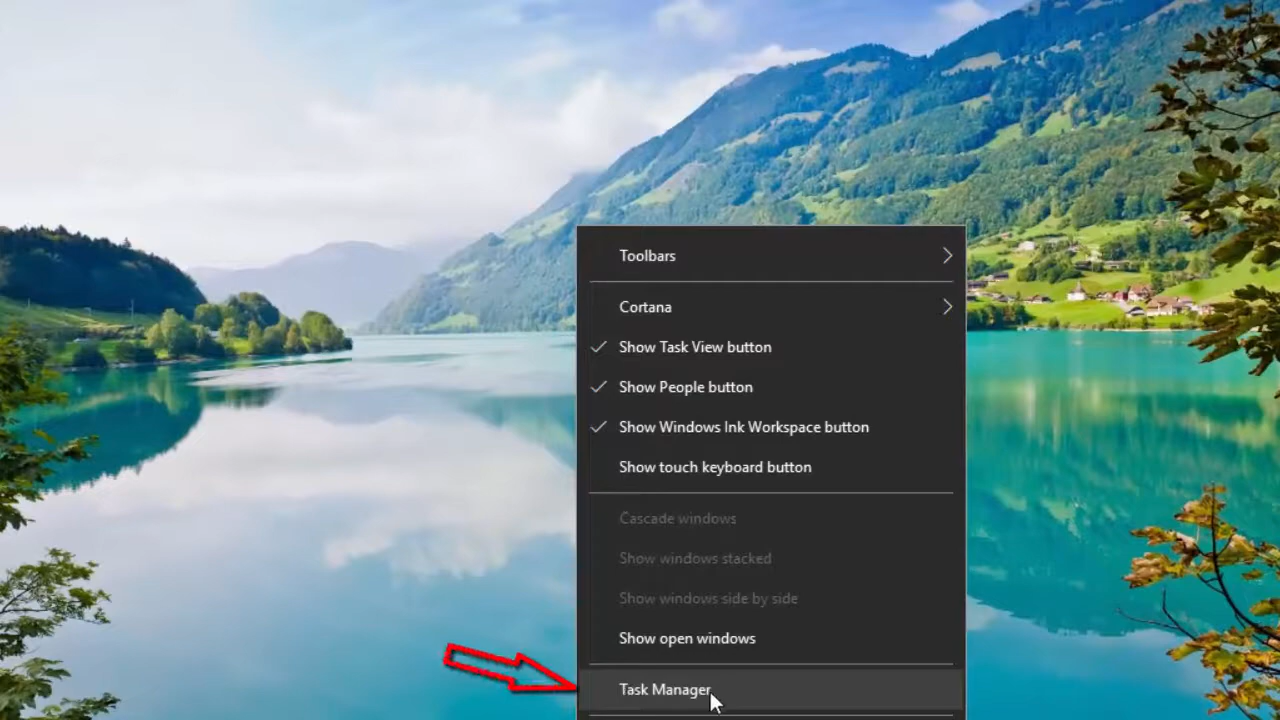 Toolbars
Cortana
Show Task View button
Show People button
Show Windows Ink Workspace button
Show touch keyboard button
Cascade windows
Show windows stacked
Show windows side by side
Show open windows
Task Manager